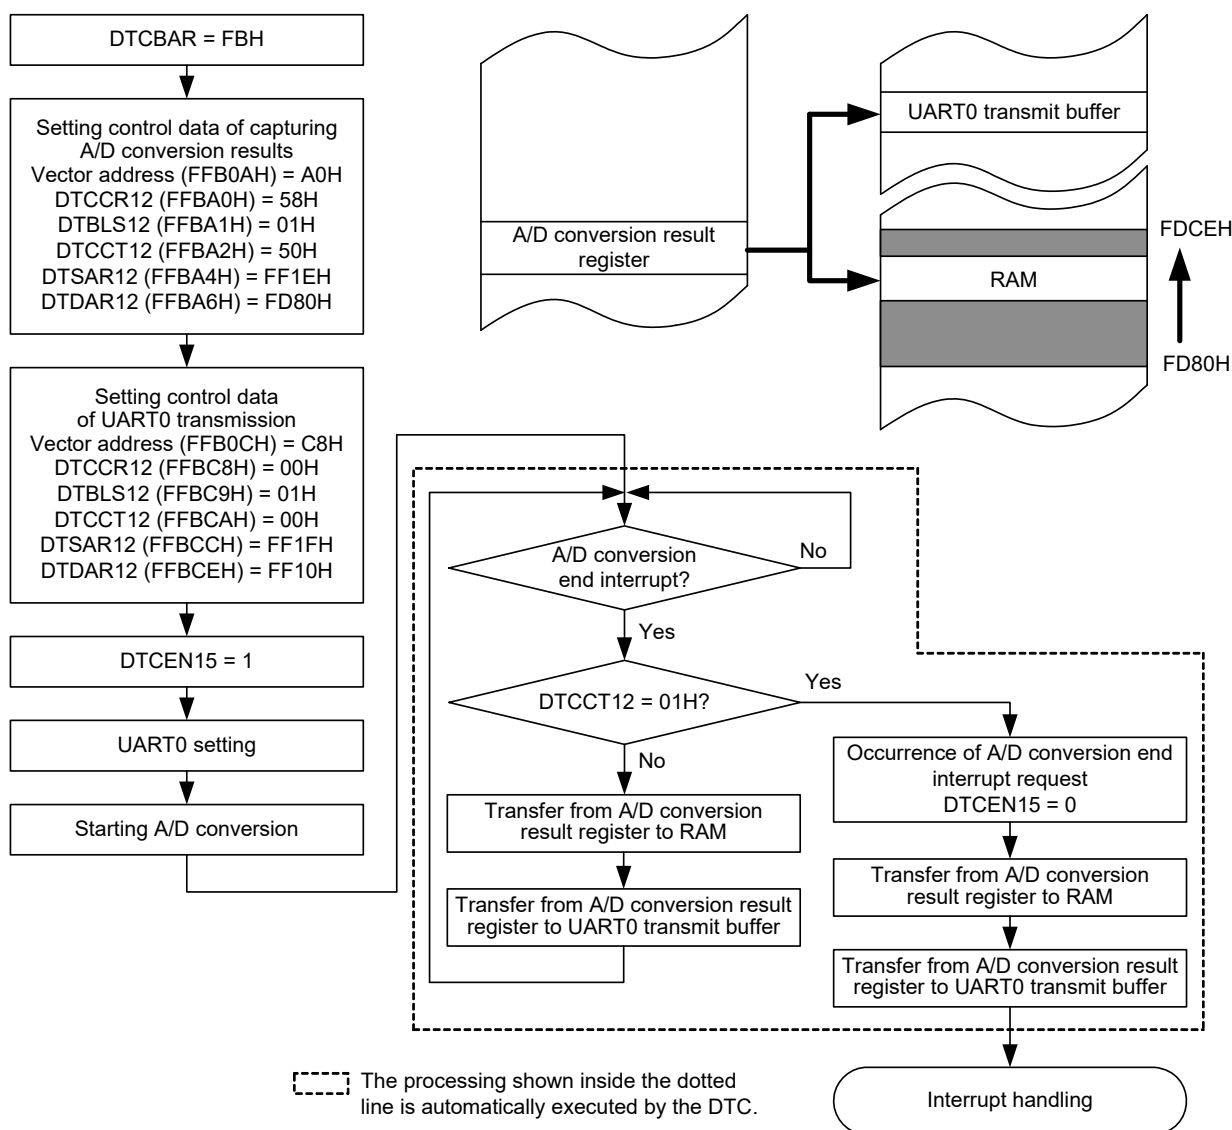 DTCBAR = FBH
Setting control data of capturing
A/D conversion results
Vector address (FFB0AH) = A0H
DTCCR12 (FFBA0H) = 58H
DTBLS12 (FFBA1H) = 01H
DTCCT12 (FFBA2H) = 50H
DTSAR12 (FFBA4H) = FF1EH
DTDAR12 (FFBA6H) = FD80H
Setting control data
of UART0 transmission
Vector address (FFB0CH) = C8H
DTCCR12 (FFBC8H) = 00H
DTBLS12 (FFBC9H) = 01H
DTCCT12 (FFBCAH) = 00H
DTSAR12 (FFBCCH) = FF1FH
DTDAR12 (FFBCEH) = FF10H
DTCEN15 = 1
UART0 setting
Starting A/D conversion
A/D conversion result
register
UART0 transmit buffer
RAM
FDCEH
FD80H
A/D conversion
end interrupt?
No
Yes
DTCCT12 = 01H?
Yes
No
Transfer from A/D conversion
result register to RAM
Transfer from A/D conversion result
register to UART0 transmit buffer
Occurrence of A/D conversion end
interrupt request
DTCEN15 = 0
Transfer from A/D conversion
result register to RAM
Transfer from A/D conversion result
register to UART0 transmit buffer
Interrupt handling
The processing shown inside the dotted
line is automatically executed by the DTC.